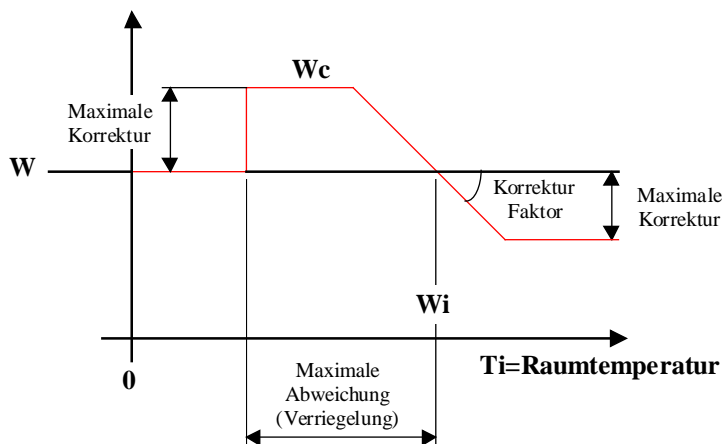 Wc
Maximale
Korrektur
W
Korrektur
Faktor
Maximale
Korrektur
Wi
0
Ti=Raumtemperatur
Maximale
Abweichung
(Verriegelung)